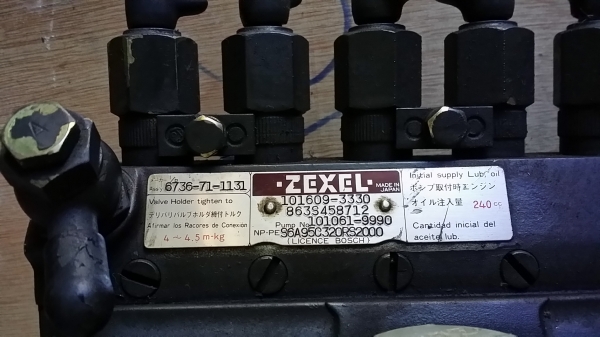 6736-71-1131
Valve Holder tighten to
デリバリバルブホルダ締付トルク
Afirmar los Racores de Conexion
4～4.5m-kg
ZEXEL
MADE IN
JAPAN
101609-3330
863S458712
Pump No. 101061-9990
NP-PE96A95C320RS2000
(LICENCE BOSCH)
Initial supply Lub. oil
ポンプ取付時エンジン
オイル注入量 240cc
Cantidad inicial del
aceite lub.